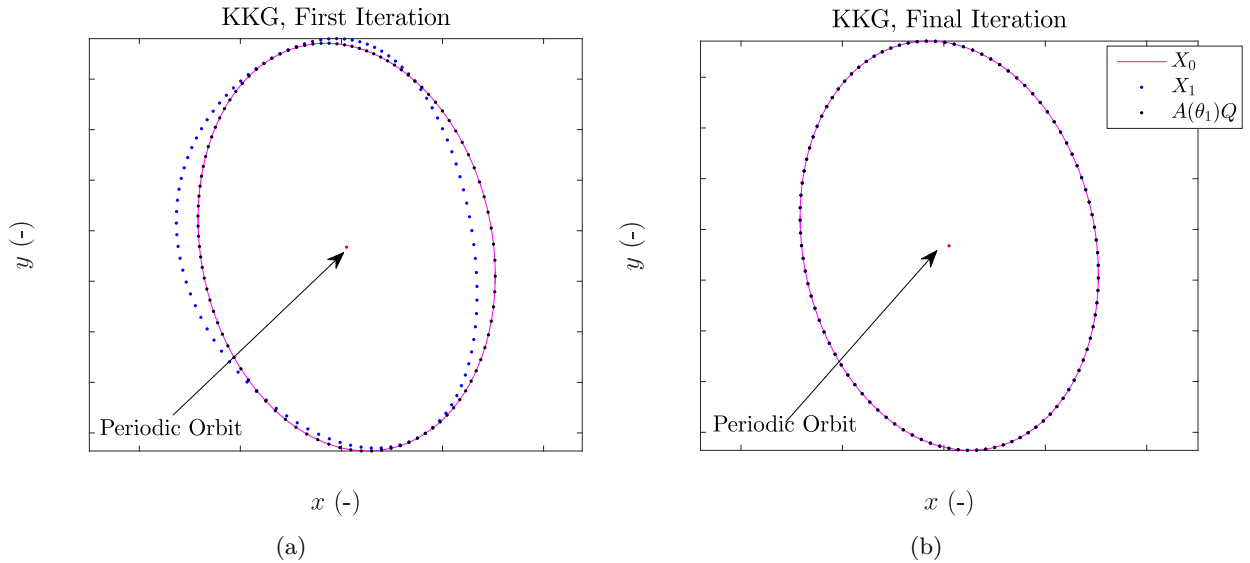 KKG, First Iteration
y (-)
Periodic Orbit
x (-)
(a)
KKG, Final Iteration
X₀
X₁
A(θ₁)Q
y (-)
Periodic Orbit
x (-)
(b)